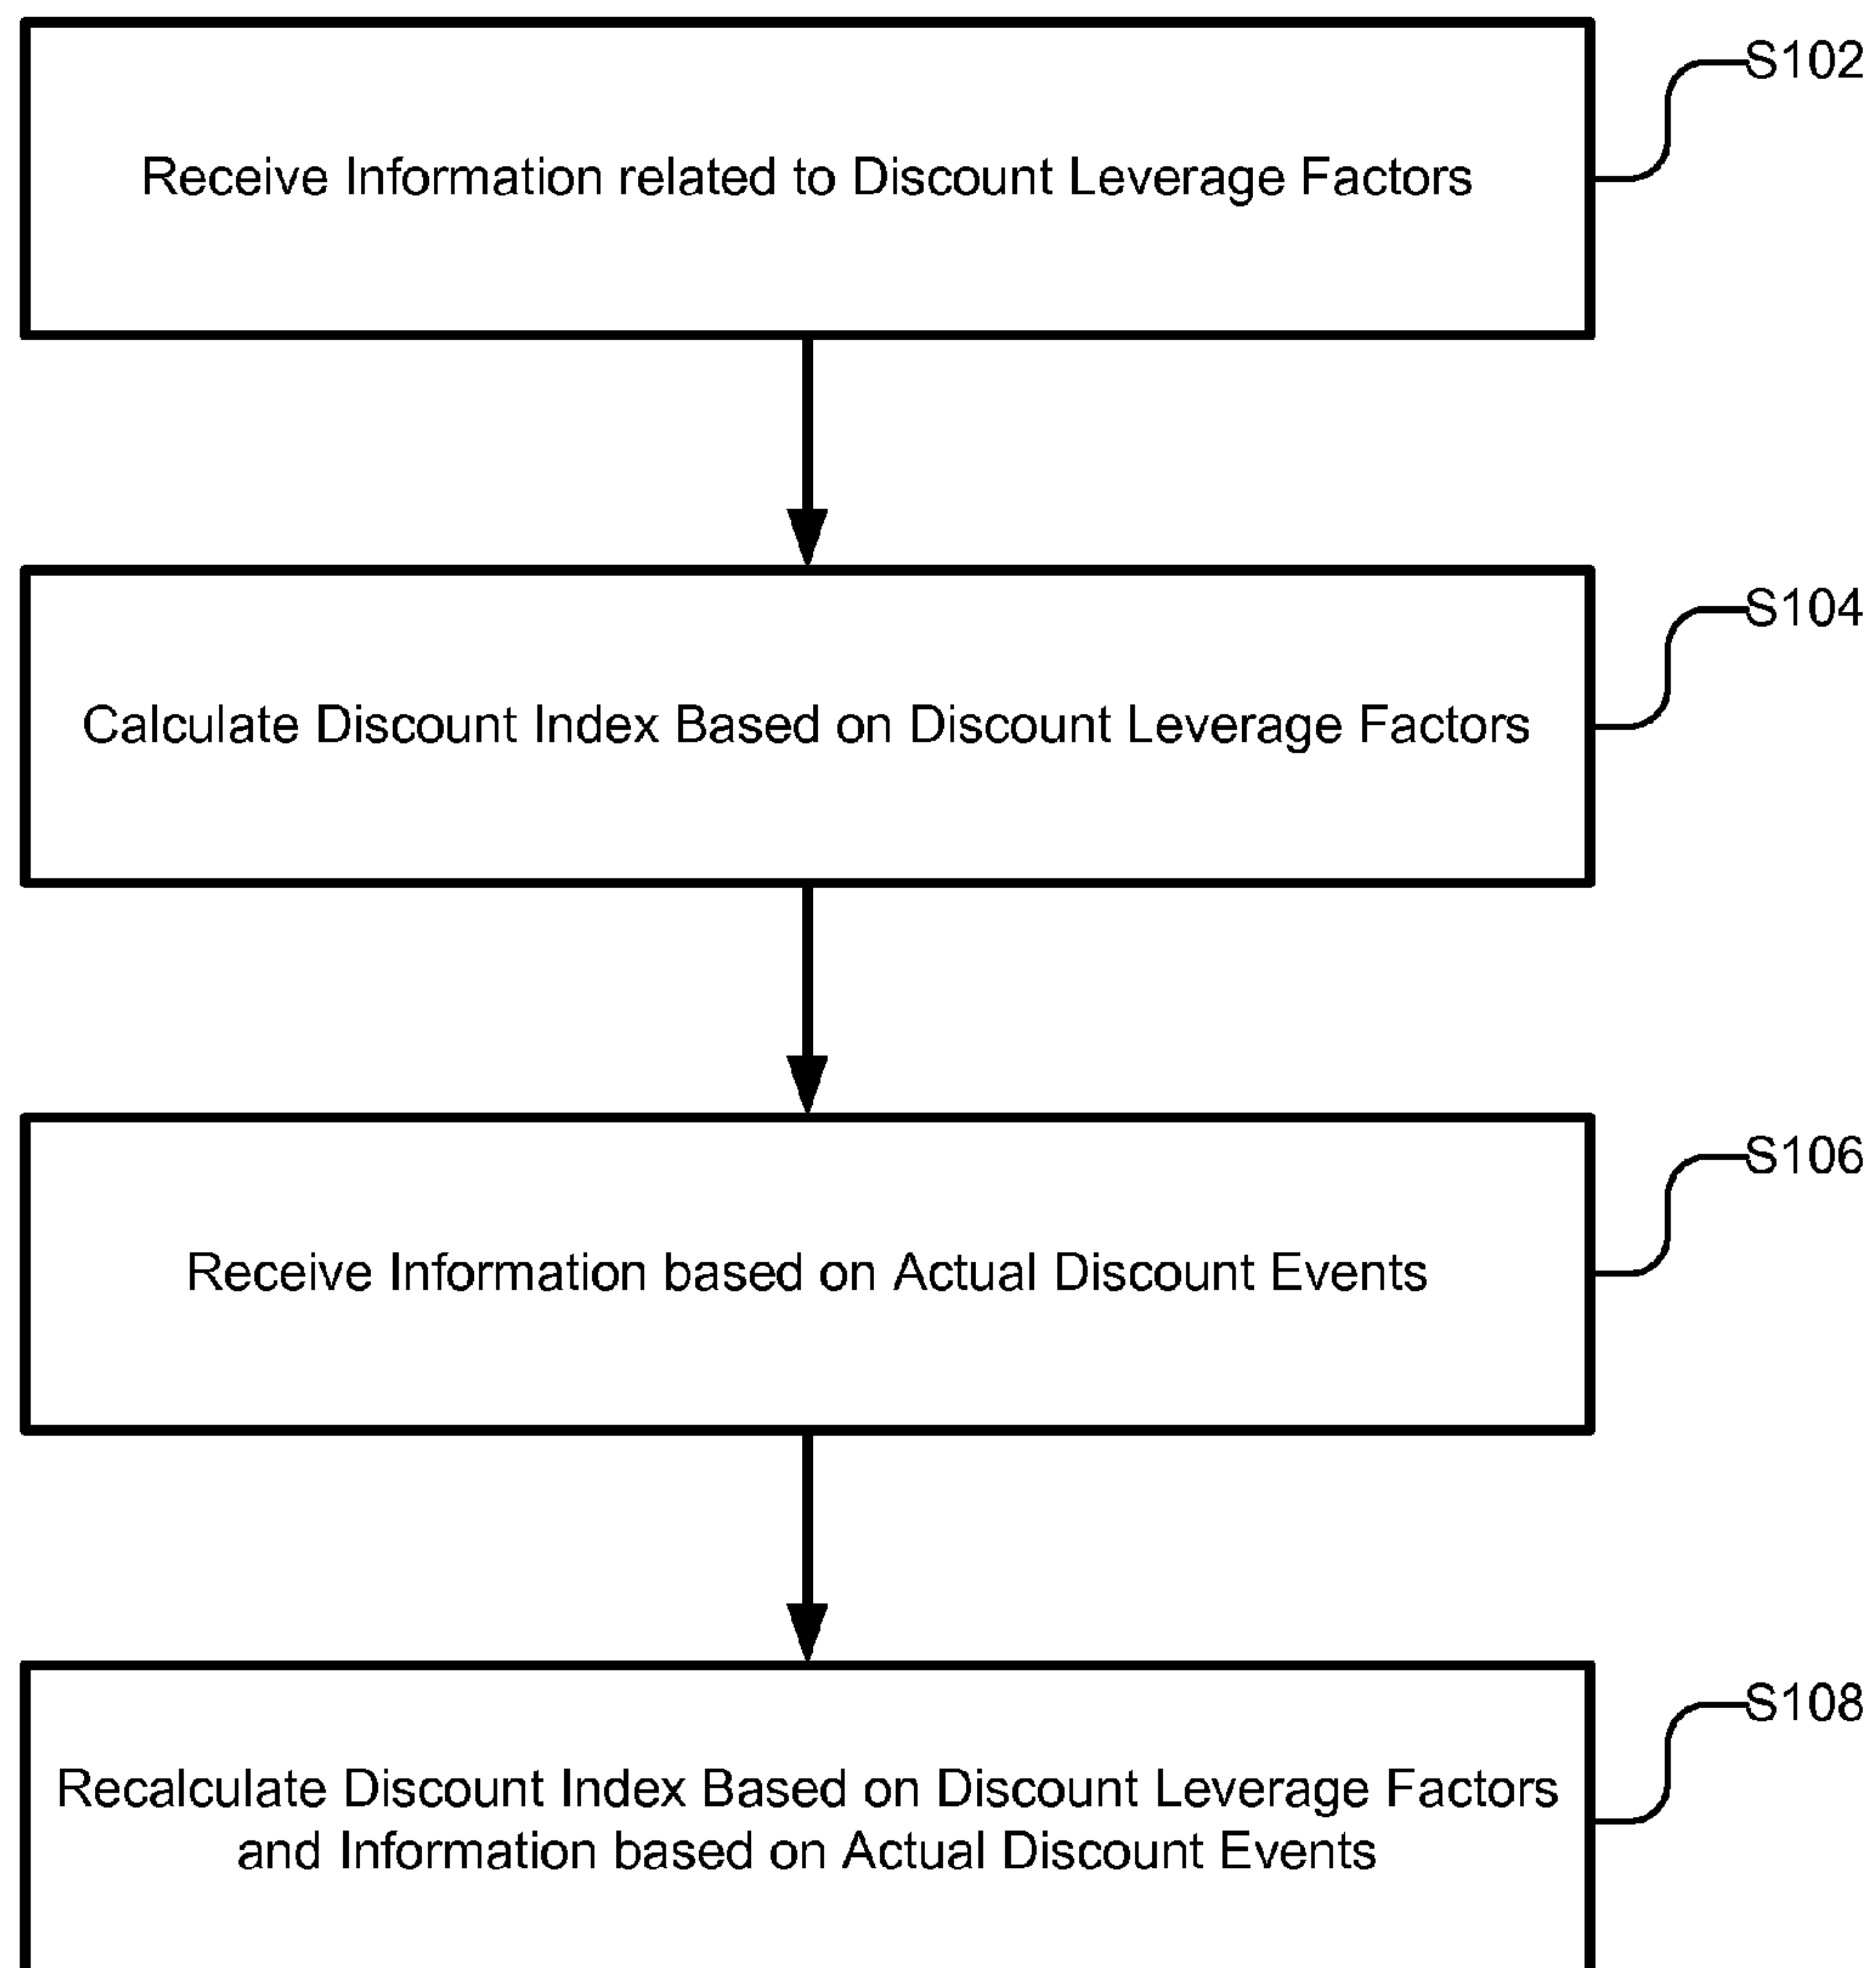 S102
Receive Information related to Discount Leverage Factors
S104
Calculate Discount Index Based on Discount Leverage Factors
S106
Receive Information based on Actual Discount Events
S108
Recalculate Discount Index Based on Discount Leverage Factors
and Information based on Actual Discount Events